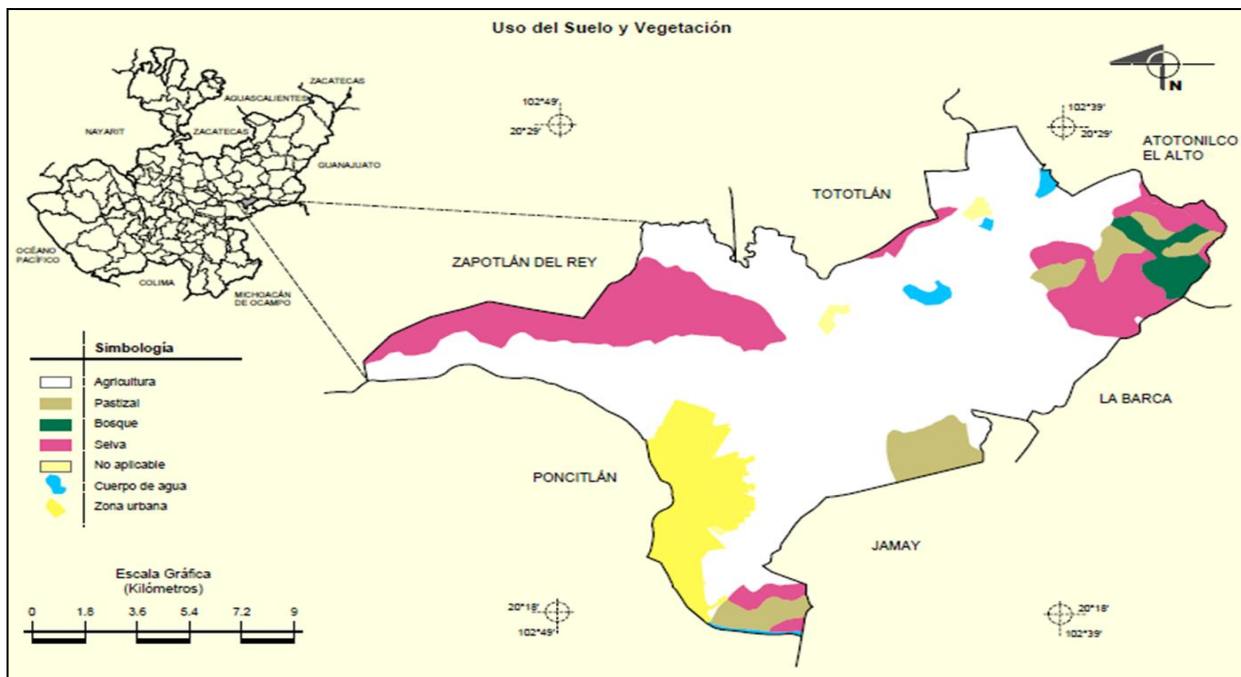 Uso del Suelo y Vegetación
ZACATECAS
AGUASCALIENTES
NAYARIT
ZACATECAS
GUANAJUATO
OCÉANO
PACÍFICO
COLIMA
MICHOACÁN
DE OCAMPO
N
102°49'
20°29'
102°39'
20°29'
ATOTONILCO
EL ALTO
TOTOTLÁN
ZAPOTLÁN DEL REY
LA BARCA
PONCITLÁN
JAMAY
Simbología
Agricultura
Pastizal
Bosque
Selva
No aplicable
Cuerpo de agua
Zona urbana
Escala Gráfica
(Kilómetros)
0 1.8 3.6 5.4 7.2 9
20°18'
102°49'
20°18'
102°39'